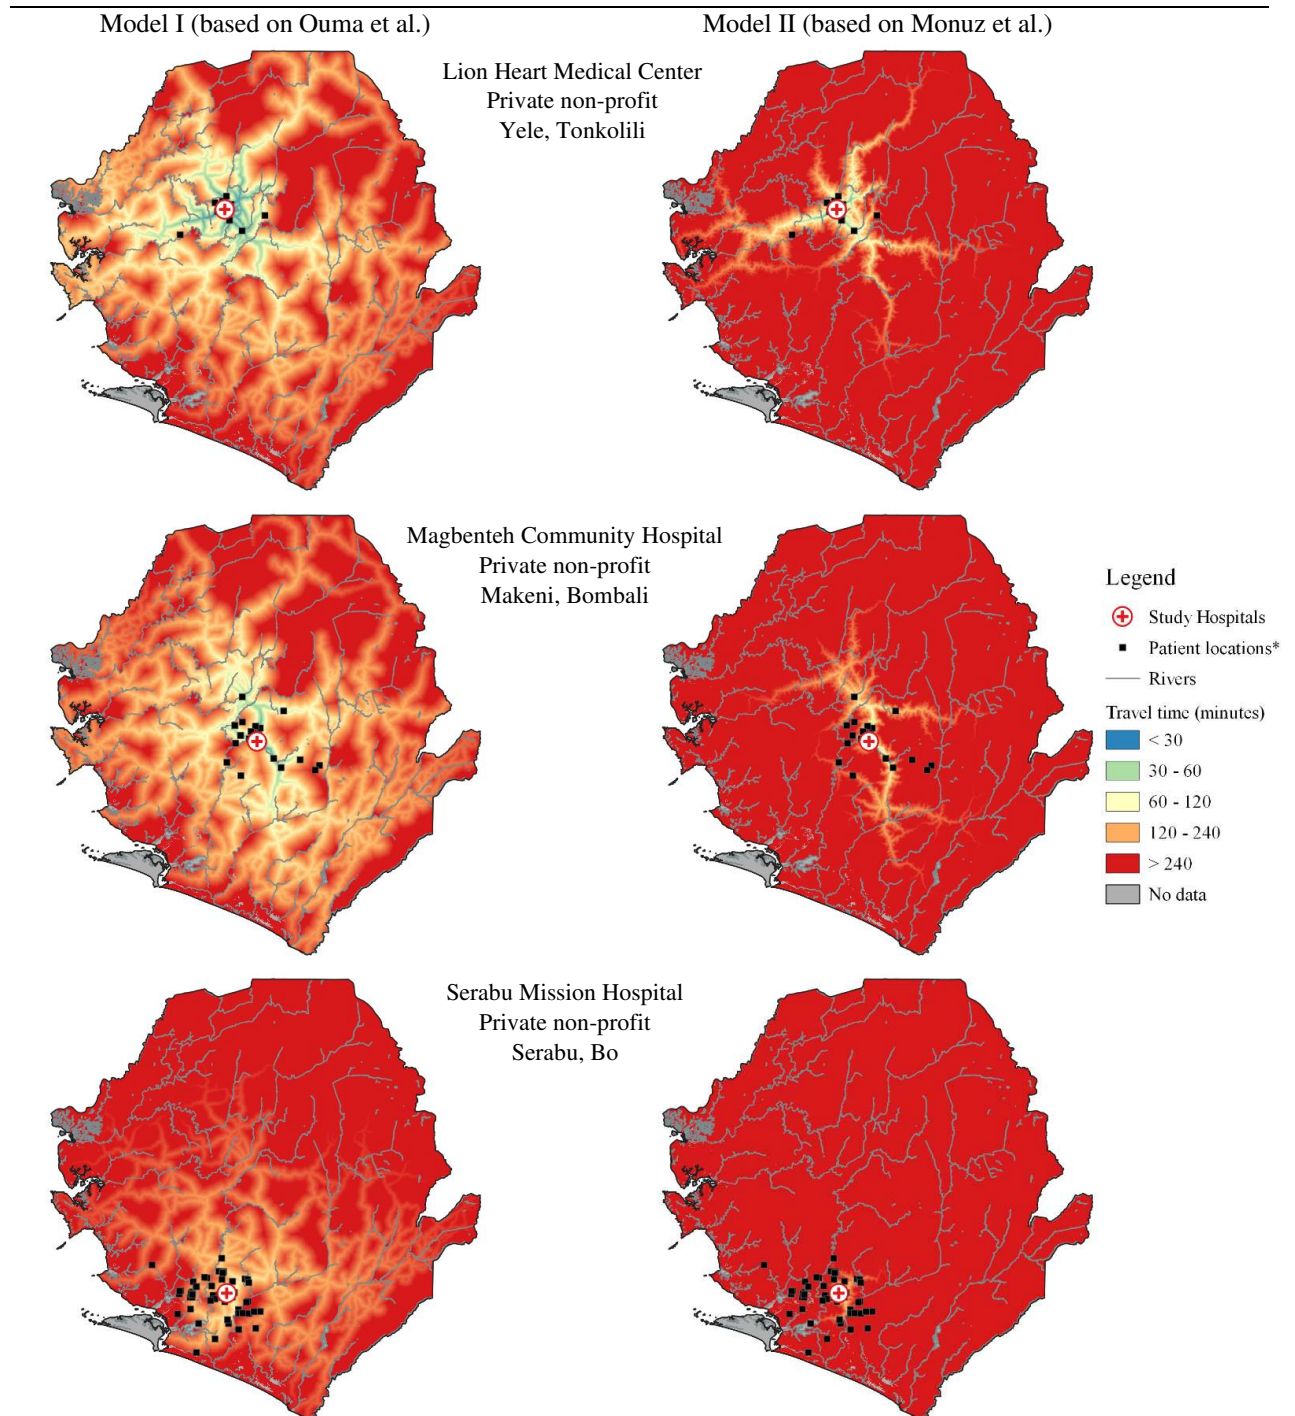 Model I (based on Ouma et al.)
Model II (based on Monuz et al.)
Lion Heart Medical Center
Private non-profit
Yele, Tonkolili
Magbenteh Community Hospital
Private non-profit
Makeni, Bombali
Legend
Study Hospitals
Patient locations*
Rivers
Travel time (minutes)
< 30
30 - 60
60 - 120
120 - 240
> 240
No data
Serabu Mission Hospital
Private non-profit
Serabu, Bo